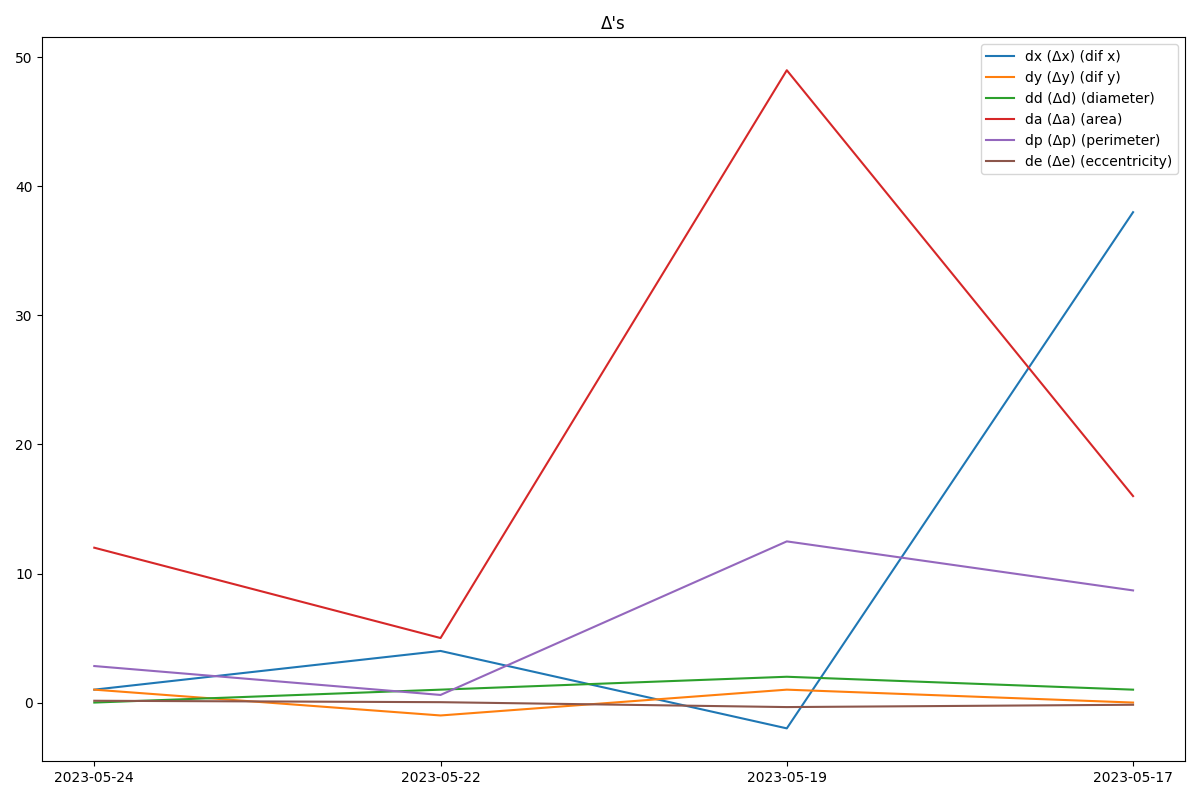 Δ's
50
40
30
20
10
0
dx (Δx) (dif x)
dy (Δy) (dif y)
dd (Δd) (diameter)
da (Δa) (area)
dp (Δp) (perimeter)
de (Δe) (eccentricity)
2023-05-24
2023-05-22
2023-05-19
2023-05-17